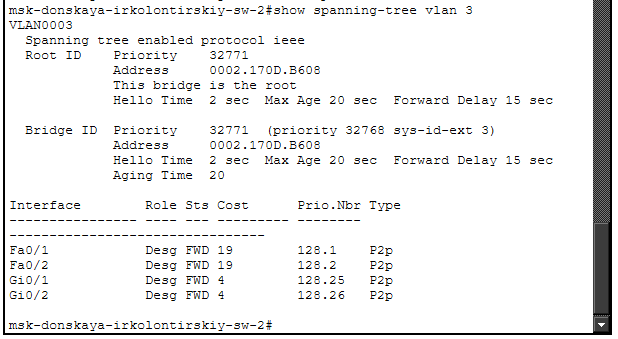 msk-donskaya-irkolontirskiy-sw-2#show spanning-tree vlan 3
VLAN0003
  Spanning tree enabled protocol ieee
  Root ID    Priority    32771
             Address     0002.170D.B608
             This bridge is the root
             Hello Time  2 sec  Max Age 20 sec  Forward Delay 15 sec

  Bridge ID  Priority    32771  (priority 32768 sys-id-ext 3)
             Address     0002.170D.B608
             Hello Time  2 sec  Max Age 20 sec  Forward Delay 15 sec
             Aging Time  20

Interface        Role Sts Cost      Prio.Nbr Type
---------------- ---- --- --------- -------- --------------------------------
Fa0/1            Desg FWD 19        128.1    P2p
Fa0/2            Desg FWD 19        128.2    P2p
Gi0/1            Desg FWD 4         128.25   P2p
Gi0/2            Desg FWD 4         128.26   P2p

msk-donskaya-irkolontirskiy-sw-2#